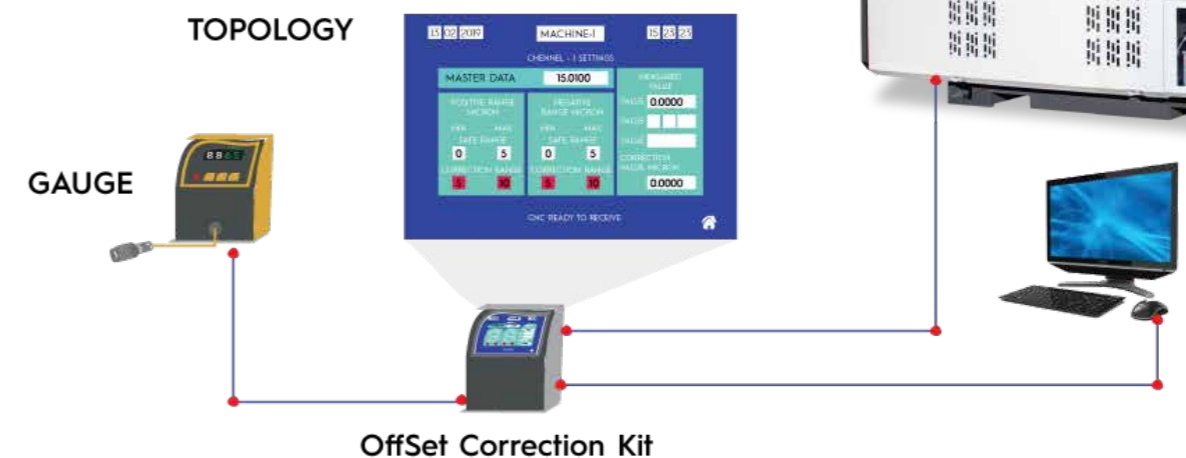 TOPOLOGY
13 02 2019 MACHINE-1 15 23 23
CHENNEL - 1 SETTINGS
MASTER DATA 15.0100
MEASURED
VALUE
POSITIVE RANGE
MICRON
NEGATIVE
RANGE MICRON
VALUE 0.0000
VALUE
VALUE
MIN MAX MIN MAX
SAFE RANGE SAFE RANGE
0 5 0 5
CORRECTION RANGE CORRECTION RANGE
5 10 5 10
CORRECTION
VALUE MICRON
0.0000
CNC READY TO RECEIVE
GAUGE
OffSet Correction Kit